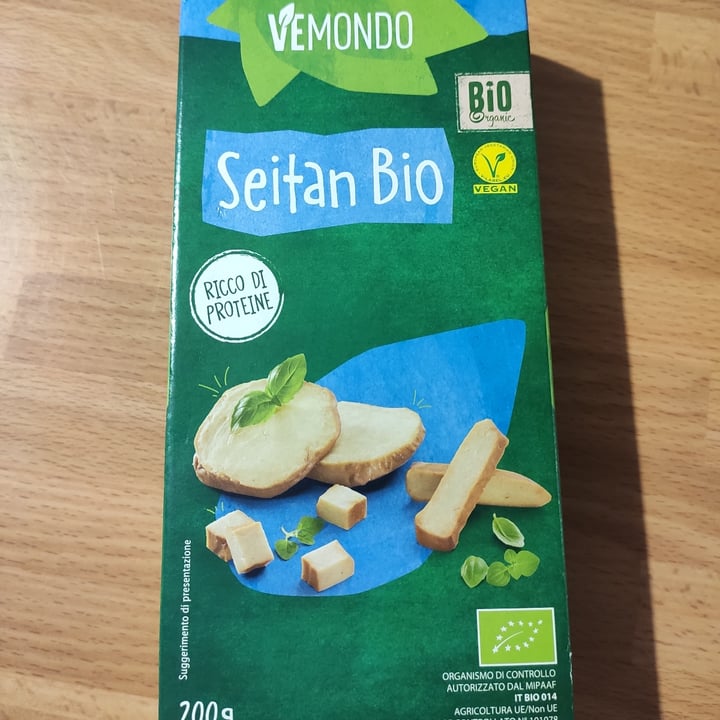 VEMONDO
BiO
Organic
VEGAN
Seitan Bio
RICCO DI
PROTEINE
Suggerimento di presentazione
ORGANISMO DI CONTROLLO
AUTORIZZATO DAL MIPAAF
IT BIO 014
AGRICOLTURA UE/Non UE
200g